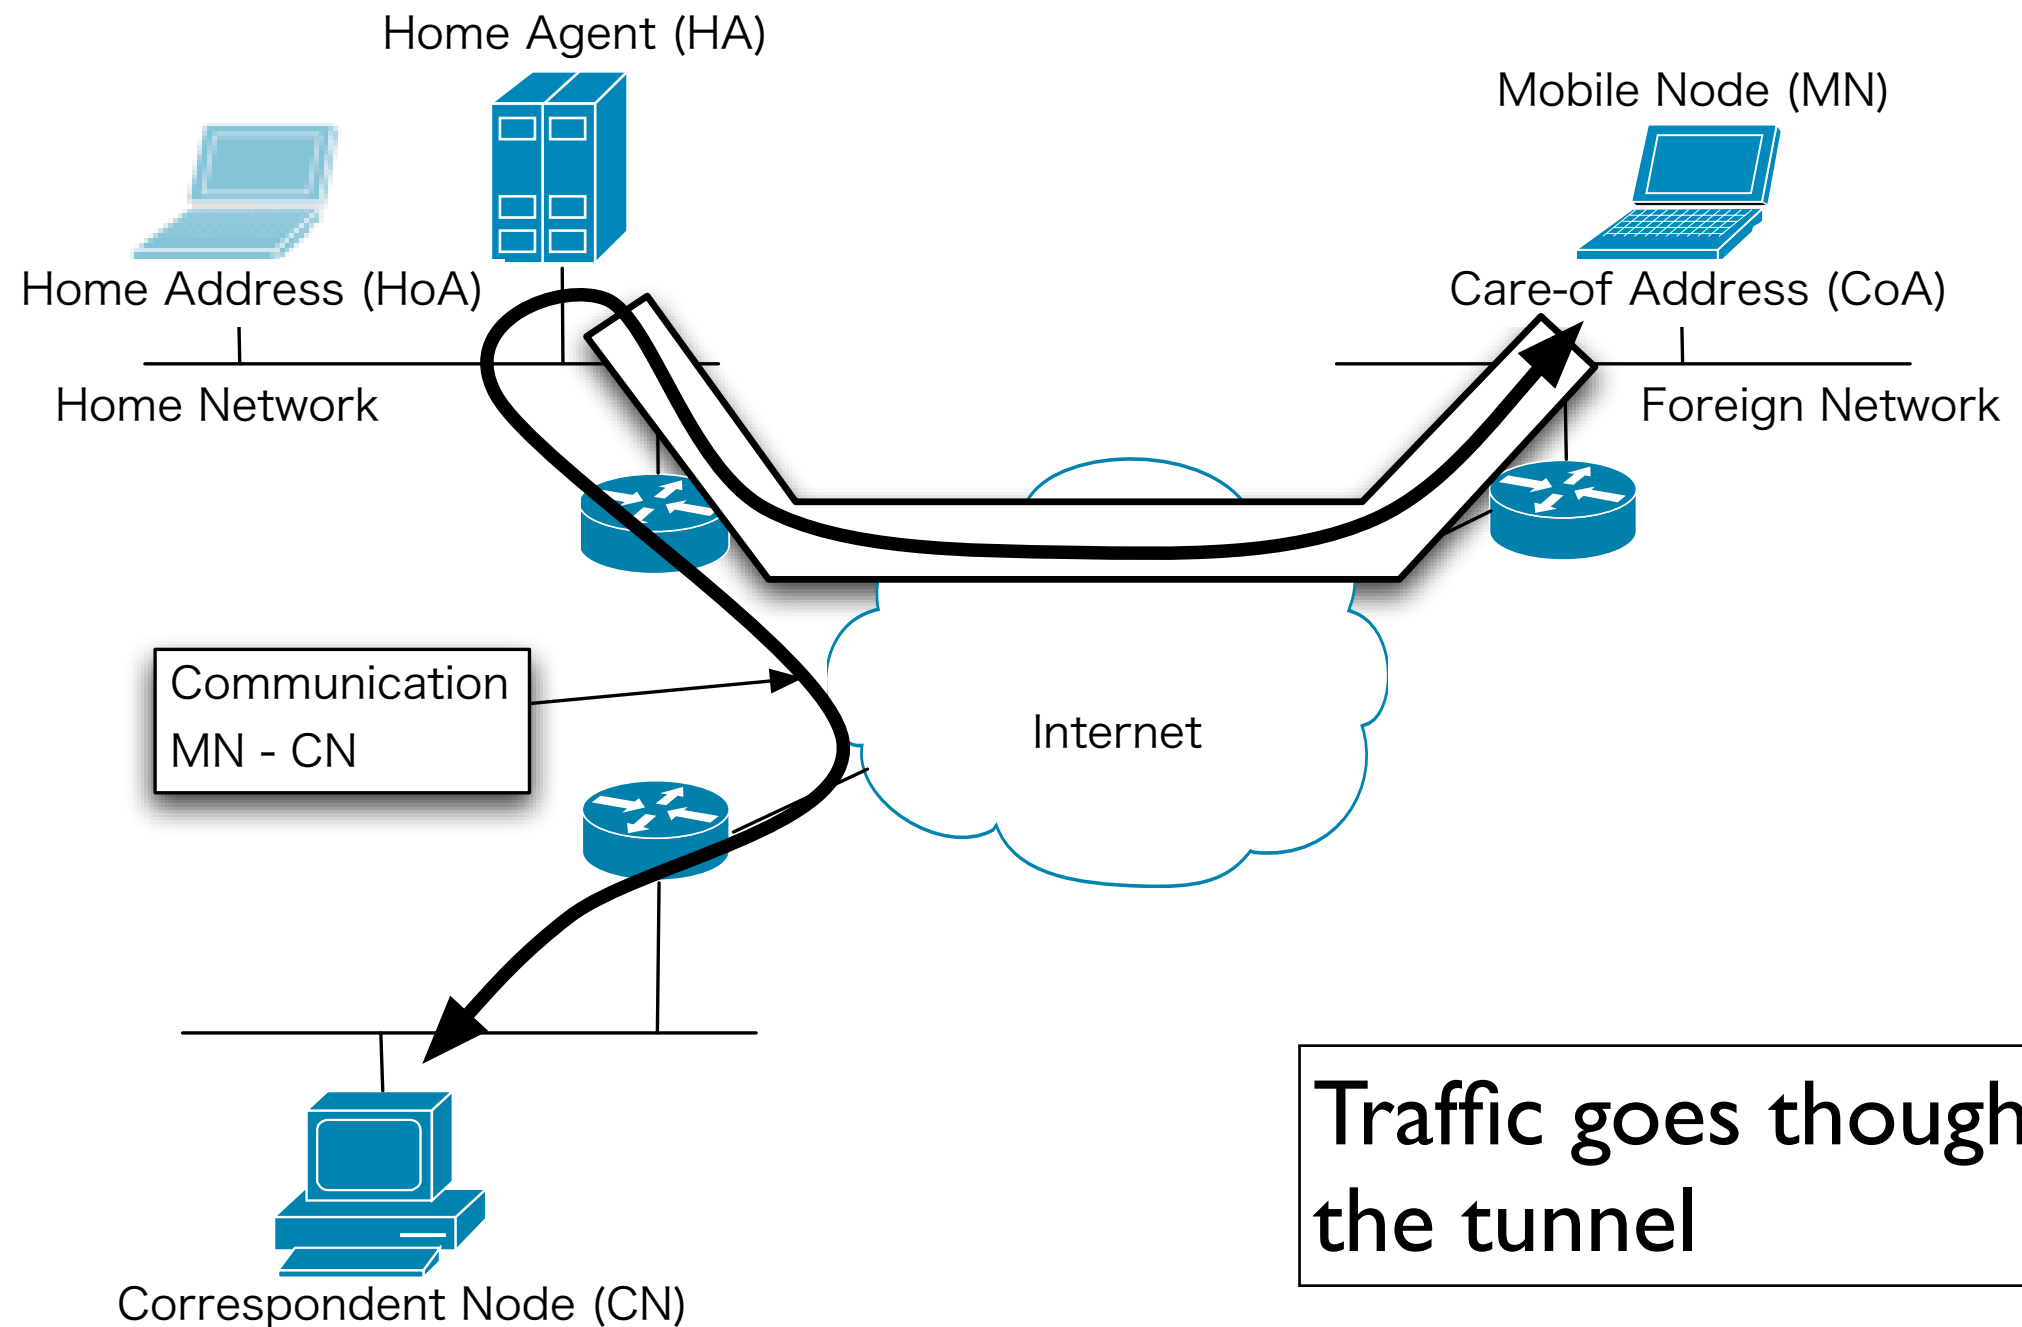 Home Agent (HA)
Mobile Node (MN)
Home Address (HoA)
Care-of Address (CoA)
Home Network
Foreign Network
Communication
MN - CN
Internet
Traffic goes though
the tunnel
Correspondent Node (CN)